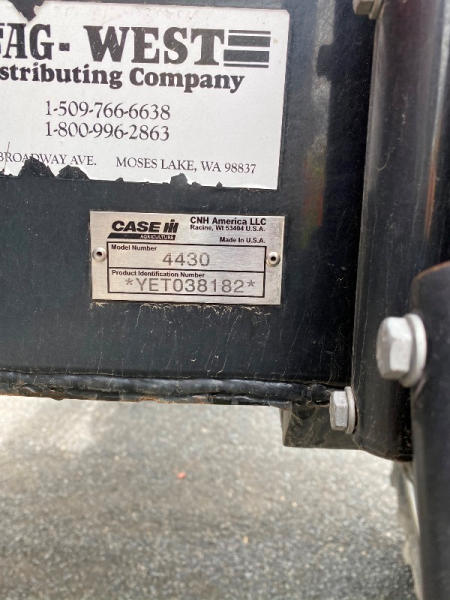 AG-WEST
stributing Company
1-509-766-6638
1-800-996-2863
BROADWAY AVE. MOSES LAKE, WA 98837
CASE IH
AGRICULTURE
CNH America LLC
Racine, WI 53404 U.S.A.
Made in U.S.A.
Model Number
4430
Product Identification Number
*YET038182*